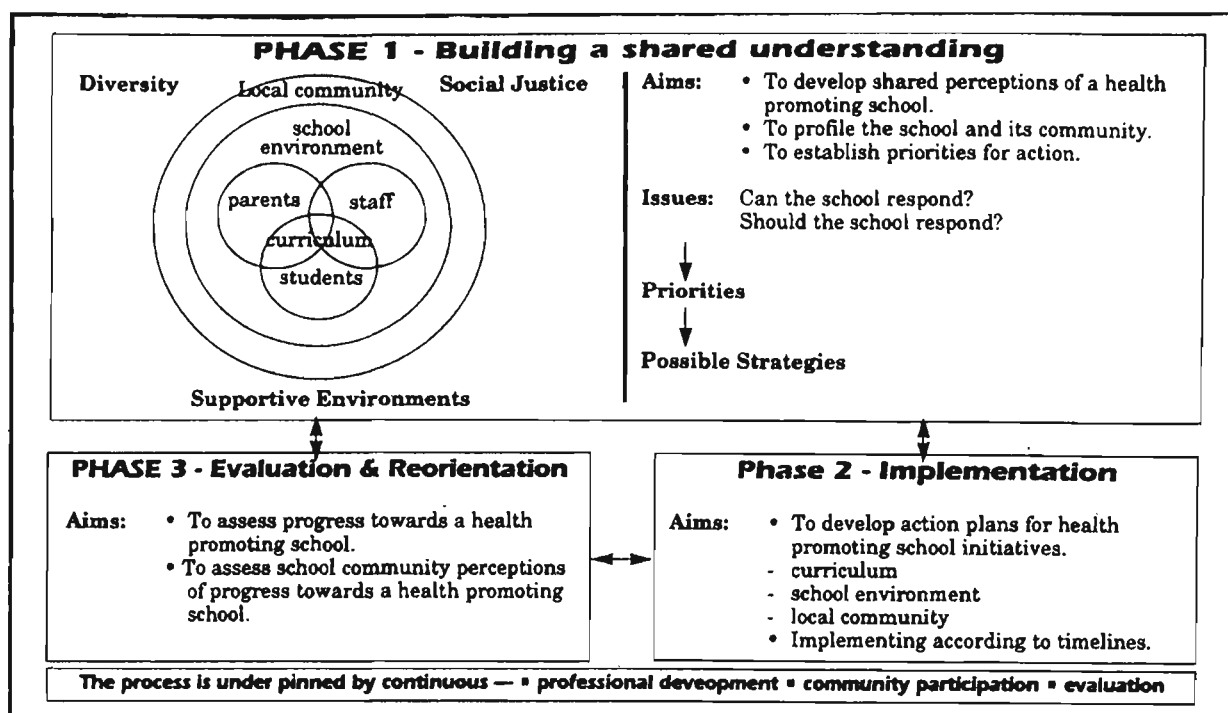 PHASE 1 - Building a shared understanding
Diversity
Local community
Social Justice
school
environment
parents
staff
curriculum
students
Supportive Environments
Aims: • To develop shared perceptions of a health
promoting school.
• To profile the school and its community.
• To establish priorities for action.
Issues: Can the school respond?
Should the school respond?
Priorities
Possible Strategies
PHASE 3 - Evaluation & Reorientation
Aims: • To assess progress towards a health
promoting school.
• To assess school community perceptions
of progress towards a health promoting
school.
Phase 2 - Implementation
Aims: • To develop action plans for health
promoting school initiatives.
- curriculum
- school environment
- local community
• Implementing according to timelines.
The process is under pinned by continuous — ▪ professional deveopment ▪ community participation ▪ evaluation